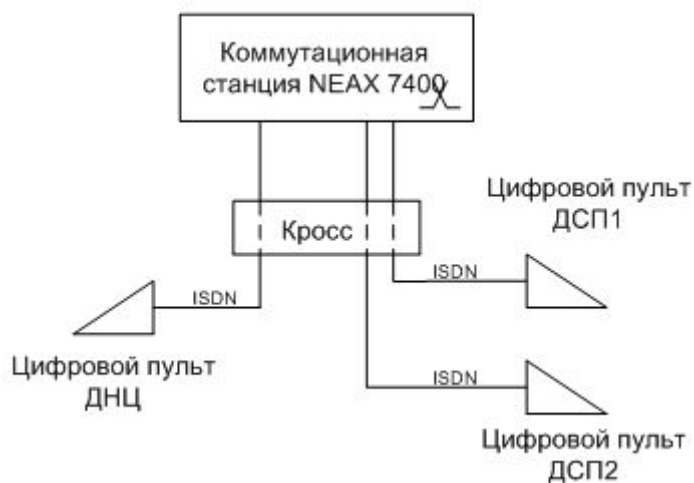 Коммутационная
станция NEAX 7400
Кросс
Цифровой пульт
ДСП1
ISDN
ISDN
Цифровой пульт
ДНЦ
ISDN
Цифровой пульт
ДСП2